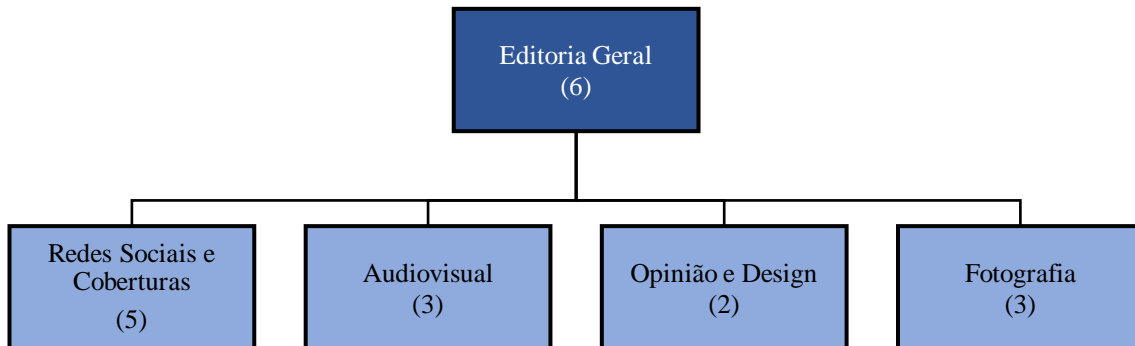 Editoria Geral
(6)
Redes Sociais e
Coberturas
(5)
Audiovisual
(3)
Opinião e Design
(2)
Fotografia
(3)